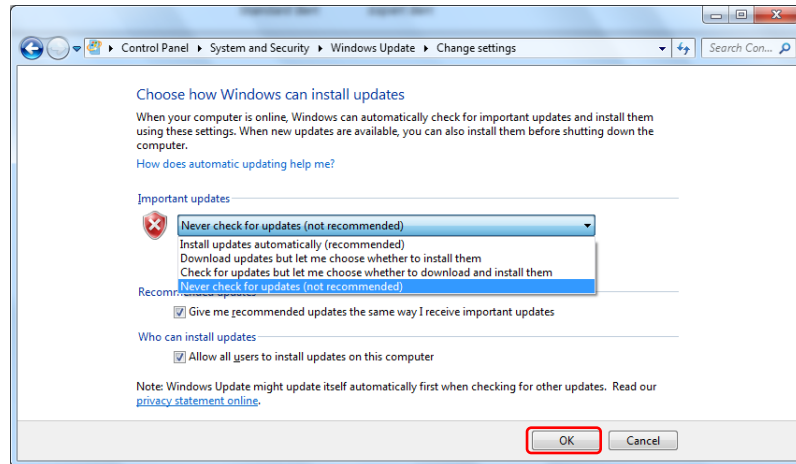 Control Panel ▸ System and Security ▸ Windows Update ▸ Change settings
Search Con...
Choose how Windows can install updates
When your computer is online, Windows can automatically check for important updates and install them
using these settings. When new updates are available, you can also install them before shutting down the
computer.
How does automatic updating help me?
Important updates
Never check for updates (not recommended)
Install updates automatically (recommended)
Download updates but let me choose whether to install them
Check for updates but let me choose whether to download and install them
Never check for updates (not recommended)
Recommended updates
Give me recommended updates the same way I receive important updates
Who can install updates
Allow all users to install updates on this computer
Note: Windows Update might update itself automatically first when checking for other updates. Read our
privacy statement online.
OK
Cancel